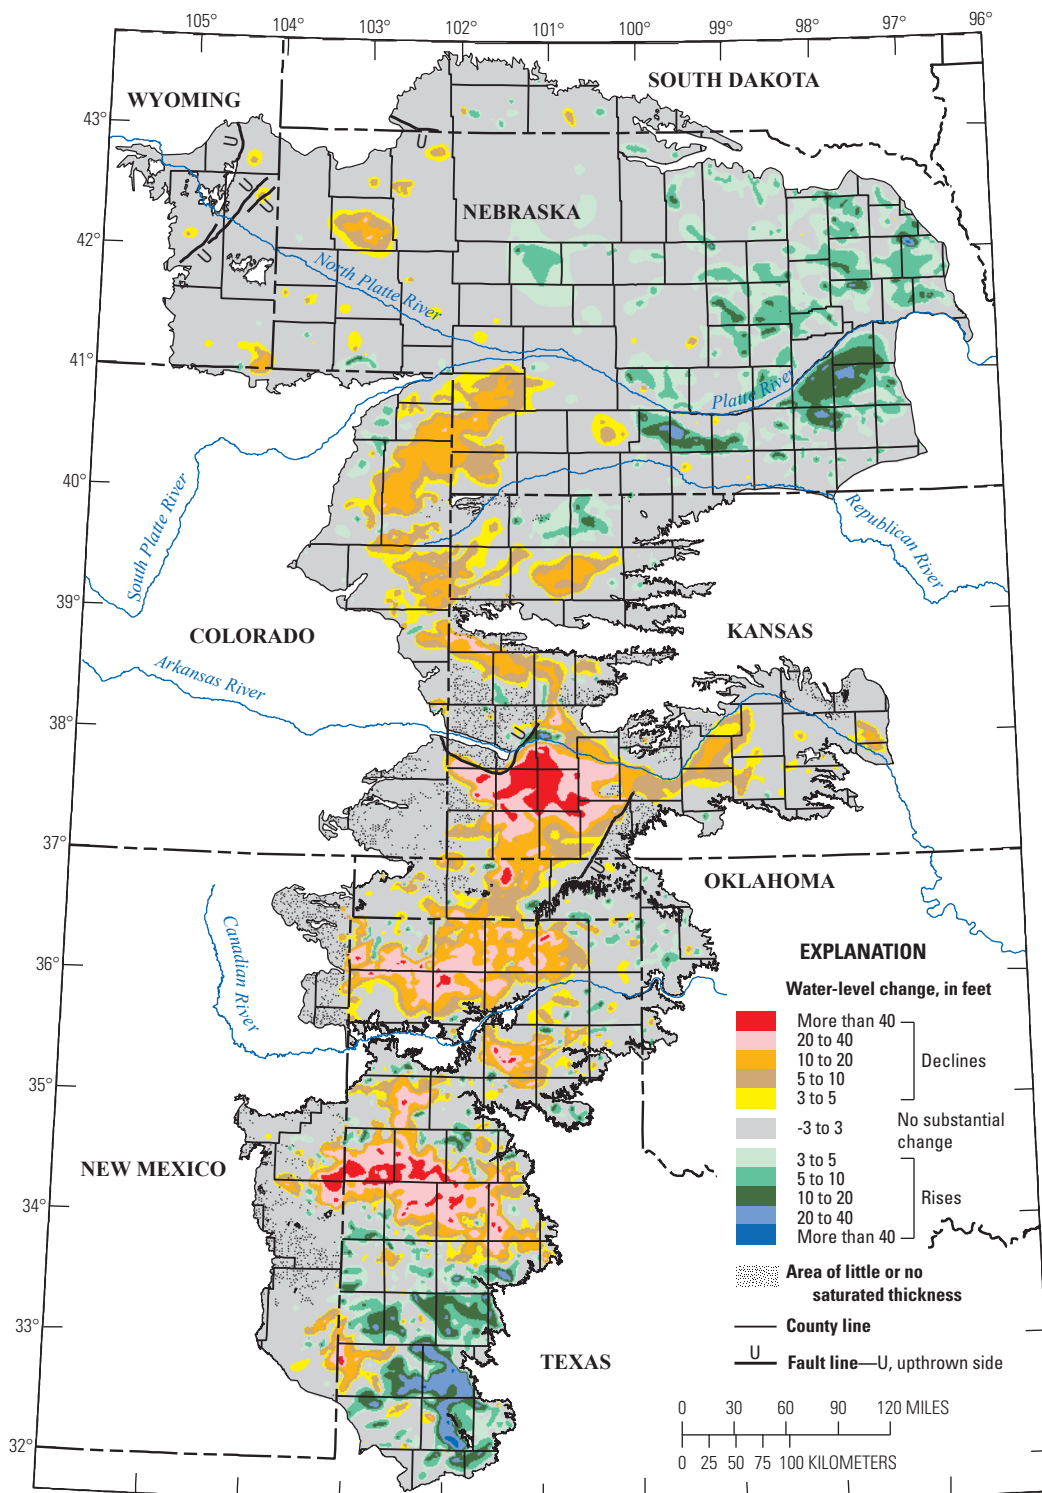 105° 104° 103° 102° 101° 100° 99° 98° 97° 96°
SOUTH DAKOTA
WYOMING
43°
U
U
U
U
U
NEBRASKA
42°
North Platte River
41°
Platte River
40°
South Platte River
Republican River
39°
COLORADO
KANSAS
Arkansas River
38°
U
37°
U
OKLAHOMA
Canadian River
36°
35°
NEW MEXICO
34°
33°
TEXAS
32°
EXPLANATION
Water-level change, in feet
More than 40
20 to 40
10 to 20
5 to 10
3 to 5
Declines
-3 to 3
No substantial
change
3 to 5
5 to 10
10 to 20
20 to 40
More than 40
Rises
Area of little or no
saturated thickness
County line
U
Fault line—U, upthrown side
0 30 60 90 120 MILES
0 25 50 75 100 KILOMETERS